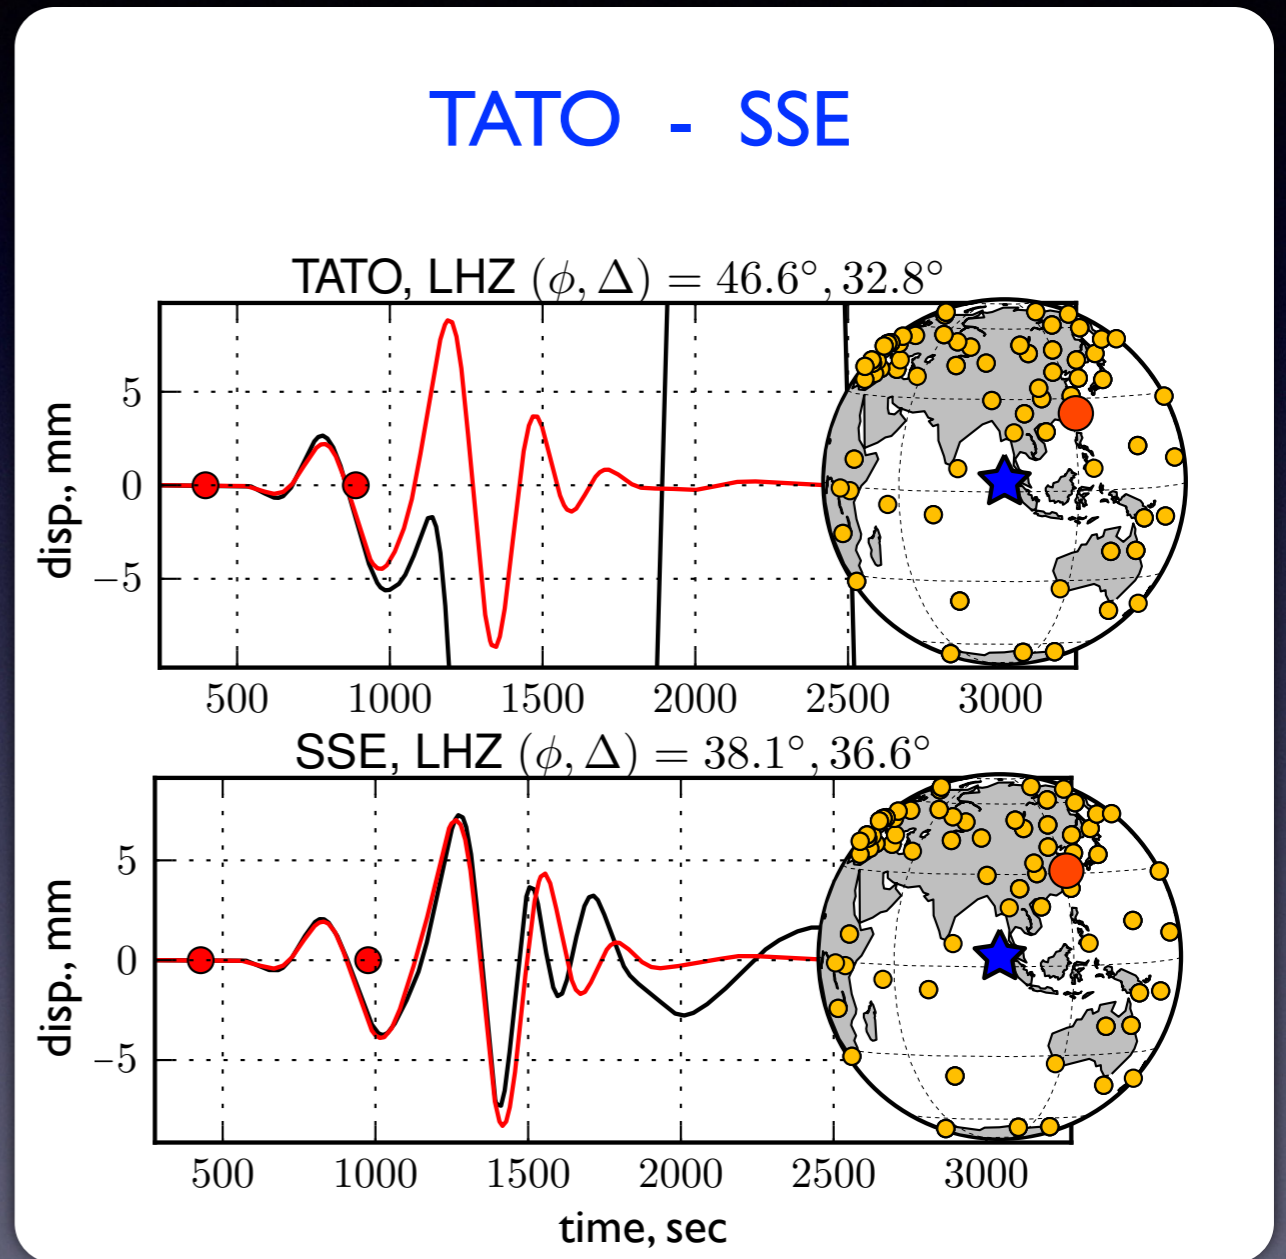 TATO - SSE
TATO, LHZ (ϕ, Δ) = 46.6°, 32.8°
disp., mm
5
0
−5
500 1000 1500 2000 2500 3000
SSE, LHZ (ϕ, Δ) = 38.1°, 36.6°
disp., mm
5
0
−5
500 1000 1500 2000 2500 3000
time, sec